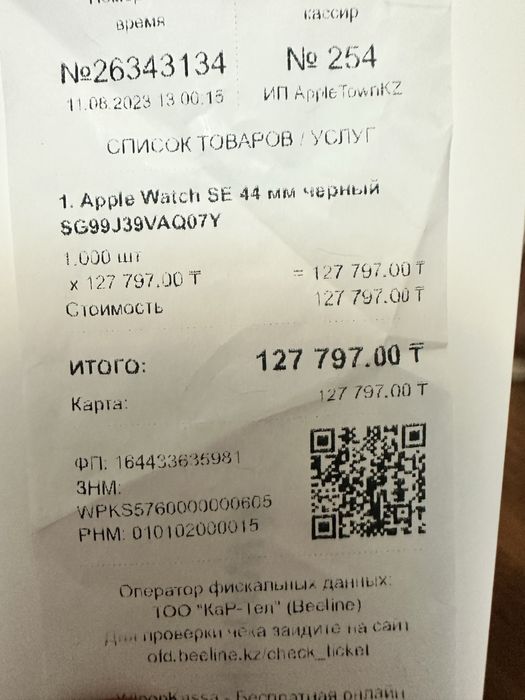 время
кассир
№26343134
№ 254
11.08.2023 13:00:15
ИП AppleTownKZ
СПИСОК ТОВАРОВ / УСЛУГ
1. Apple Watch SE 44 мм черный
SG99J39VAQ07Y
1.000 шт
x 127 797.00 ₸
= 127 797.00 ₸
Стоимость
127 797.00 ₸
ИТОГО:
127 797.00 ₸
Карта:
127 797.00 ₸
ФП: 164433635981
ЗНМ:
WPKS5760000000605
РНМ: 010102000015
Оператор фискальных данных:
ТОО "КаР-Тел" (Beeline)
Для проверки чека зайдите на сайт
ofd.beeline.kz/check_ticket
Бесплатная онлайн